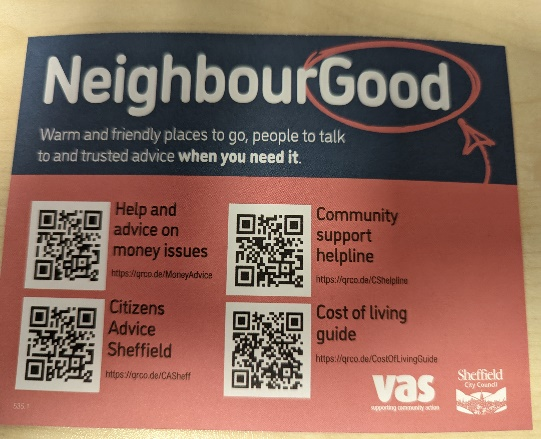 NeighbourGood
Warm and friendly places to go, people to talk
to and trusted advice when you need it.
Help and
advice on
money issues
https://qrco.de/MoneyAdvice
Community
support
helpline
https://qrco.de/CShelpline
Citizens
Advice
Sheffield
https://qrco.de/CASheff
Cost of living
guide
https://qrco.de/CostOfLivingGuide
vas
supporting community action
Sheffield
City Council